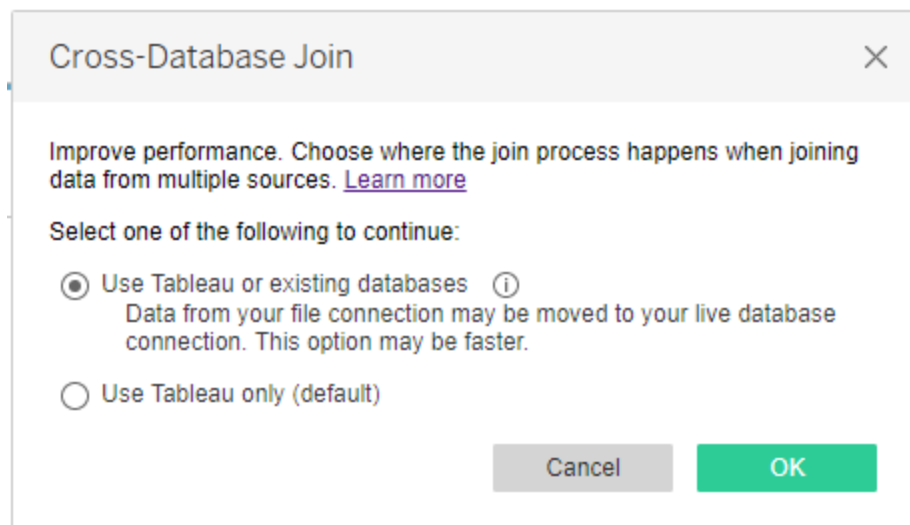 Cross-Database Join
Improve performance. Choose where the join process happens when joining
data from multiple sources. Learn more
Select one of the following to continue:
Use Tableau or existing databases
Data from your file connection may be moved to your live database
connection. This option may be faster.
Use Tableau only (default)
Cancel OK